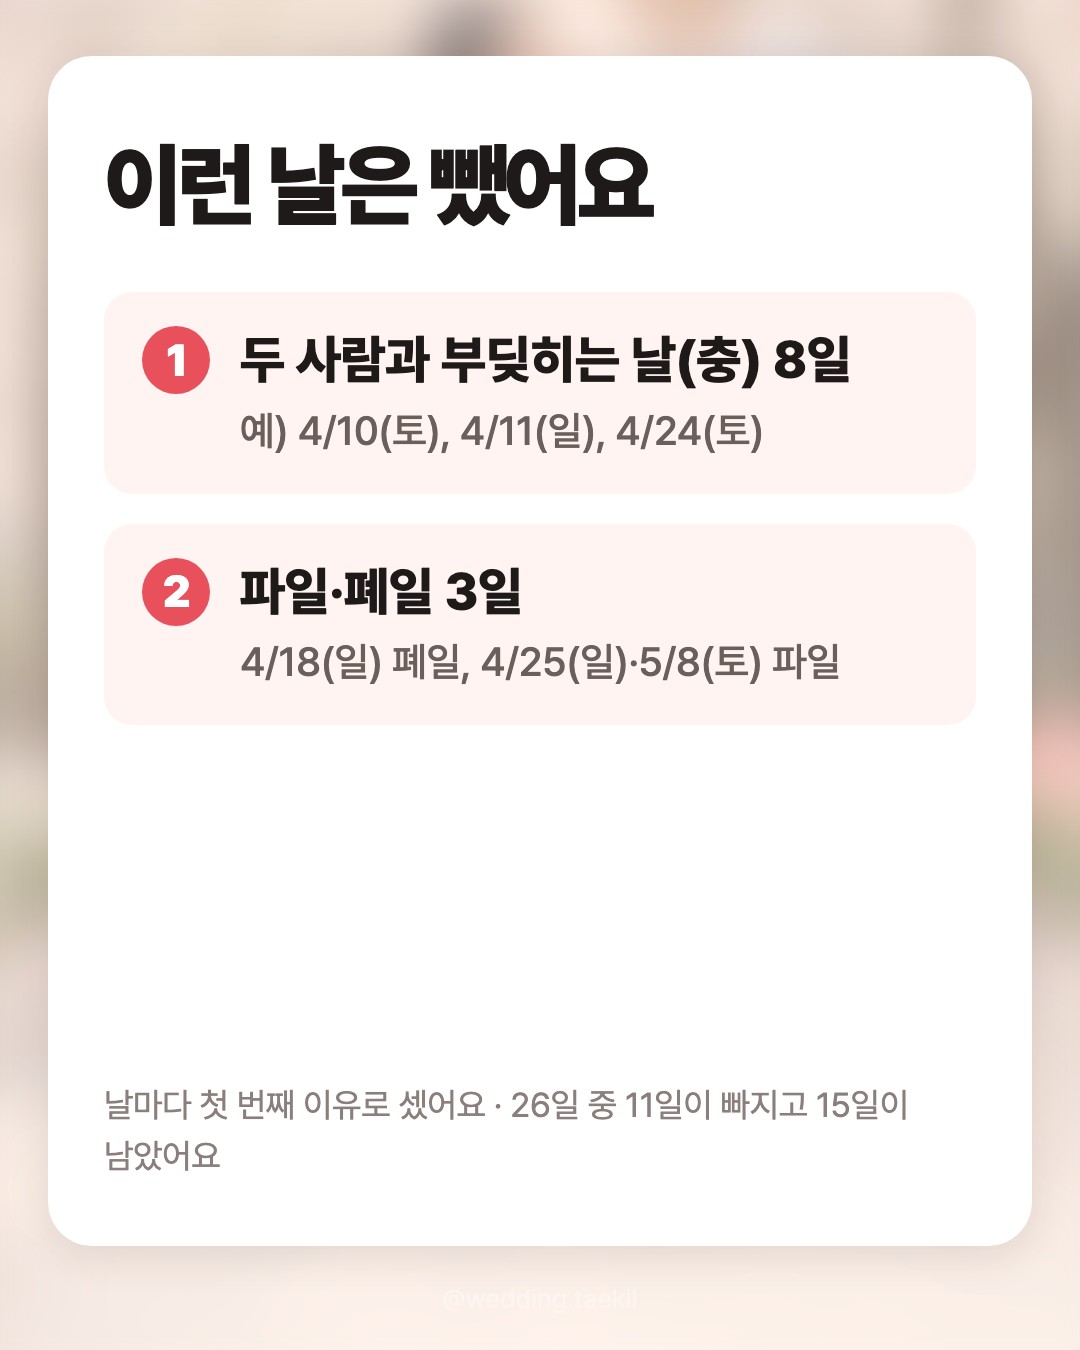 이런 날은 뺐어요
1 두 사람과 부딪히는 날(충) 8일
예) 4/10(토), 4/11(일), 4/24(토)
2 파일·폐일 3일
4/18(일) 폐일, 4/25(일)·5/8(토) 파일
날마다 첫 번째 이유로 셌어요 · 26일 중 11일이 빠지고 15일이
남았어요
@wedding.taekil